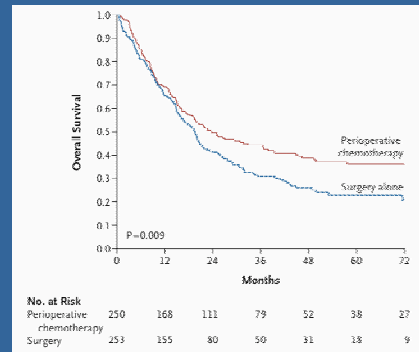 1.0
0.9
0.8
0.7
0.6
0.5
0.4
0.3
0.2
0.1
0.0
Overall Survival
Perioperative
chemotherapy
Surgery alone
P=0.009
0 12 24 36 48 60 72
Months
No. at Risk
Perioperative 250 168 111 79 52 38 27
chemotherapy
Surgery 253 155 80 50 31 18 9